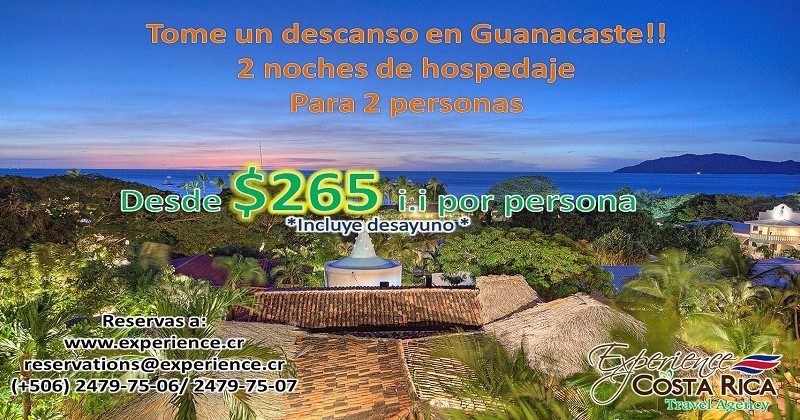 Tome un descanso en Guanacaste!!
2 noches de hospedaje
Para 2 personas
Desde $265 i.i por persona
*Incluye desayuno *
Reservas a:
www.experience.cr
reservations@experience.cr
(+506) 2479-75-06/ 2479-75-07
Experience
COSTA RICA
Travel Agency